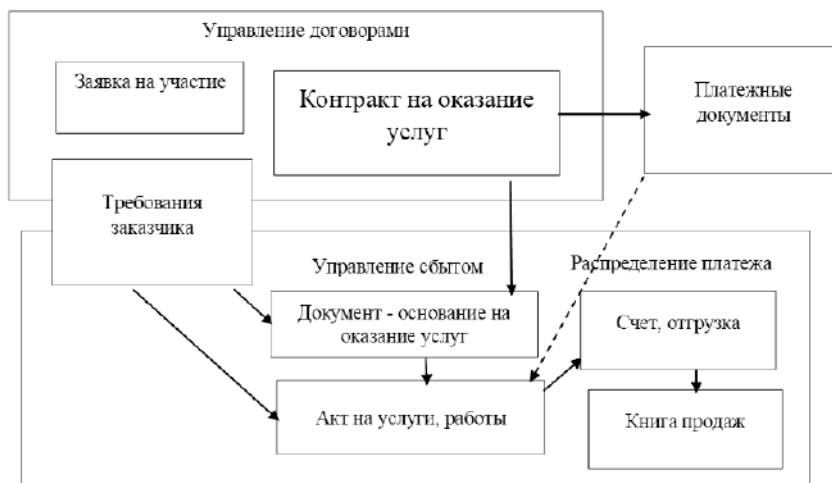 Управление договорами
Заявка на участие
Контракт на оказание
услуг
Платежные
документы
Требования
заказчика
Управление сбытом
Распределение платежа
Документ - основание на
оказание услуг
Счет, отгрузка
Акт на услуги, работы
Книга продаж